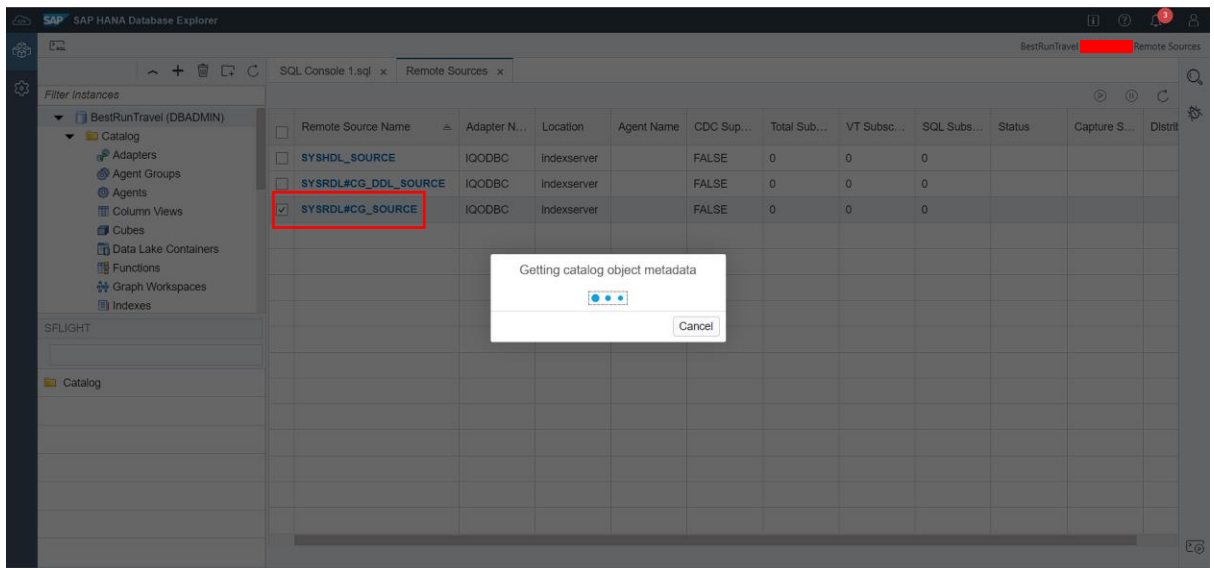 SAP SAP HANA Database Explorer 3
SQL BestRunTravel Remote Sources
SQL Console 1.sql x Remote Sources x
Filter Instances
BestRunTravel (DBADMIN)
Catalog
Adapters
Agent Groups
Agents
Column Views
Cubes
Data Lake Containers
Functions
Graph Workspaces
Indexes
SFLIGHT
Catalog
Remote Source Name Adapter N... Location Agent Name CDC Sup... Total Sub... VT Subsc... SQL Subs... Status Capture S... Distrib
SYSHDL_SOURCE IQODBC indexserver FALSE 0 0 0
SYSRDL#CG_DDL_SOURCE IQODBC indexserver FALSE 0 0 0
SYSRDL#CG_SOURCE IQODBC indexserver FALSE 0 0 0
Getting catalog object metadata
Cancel